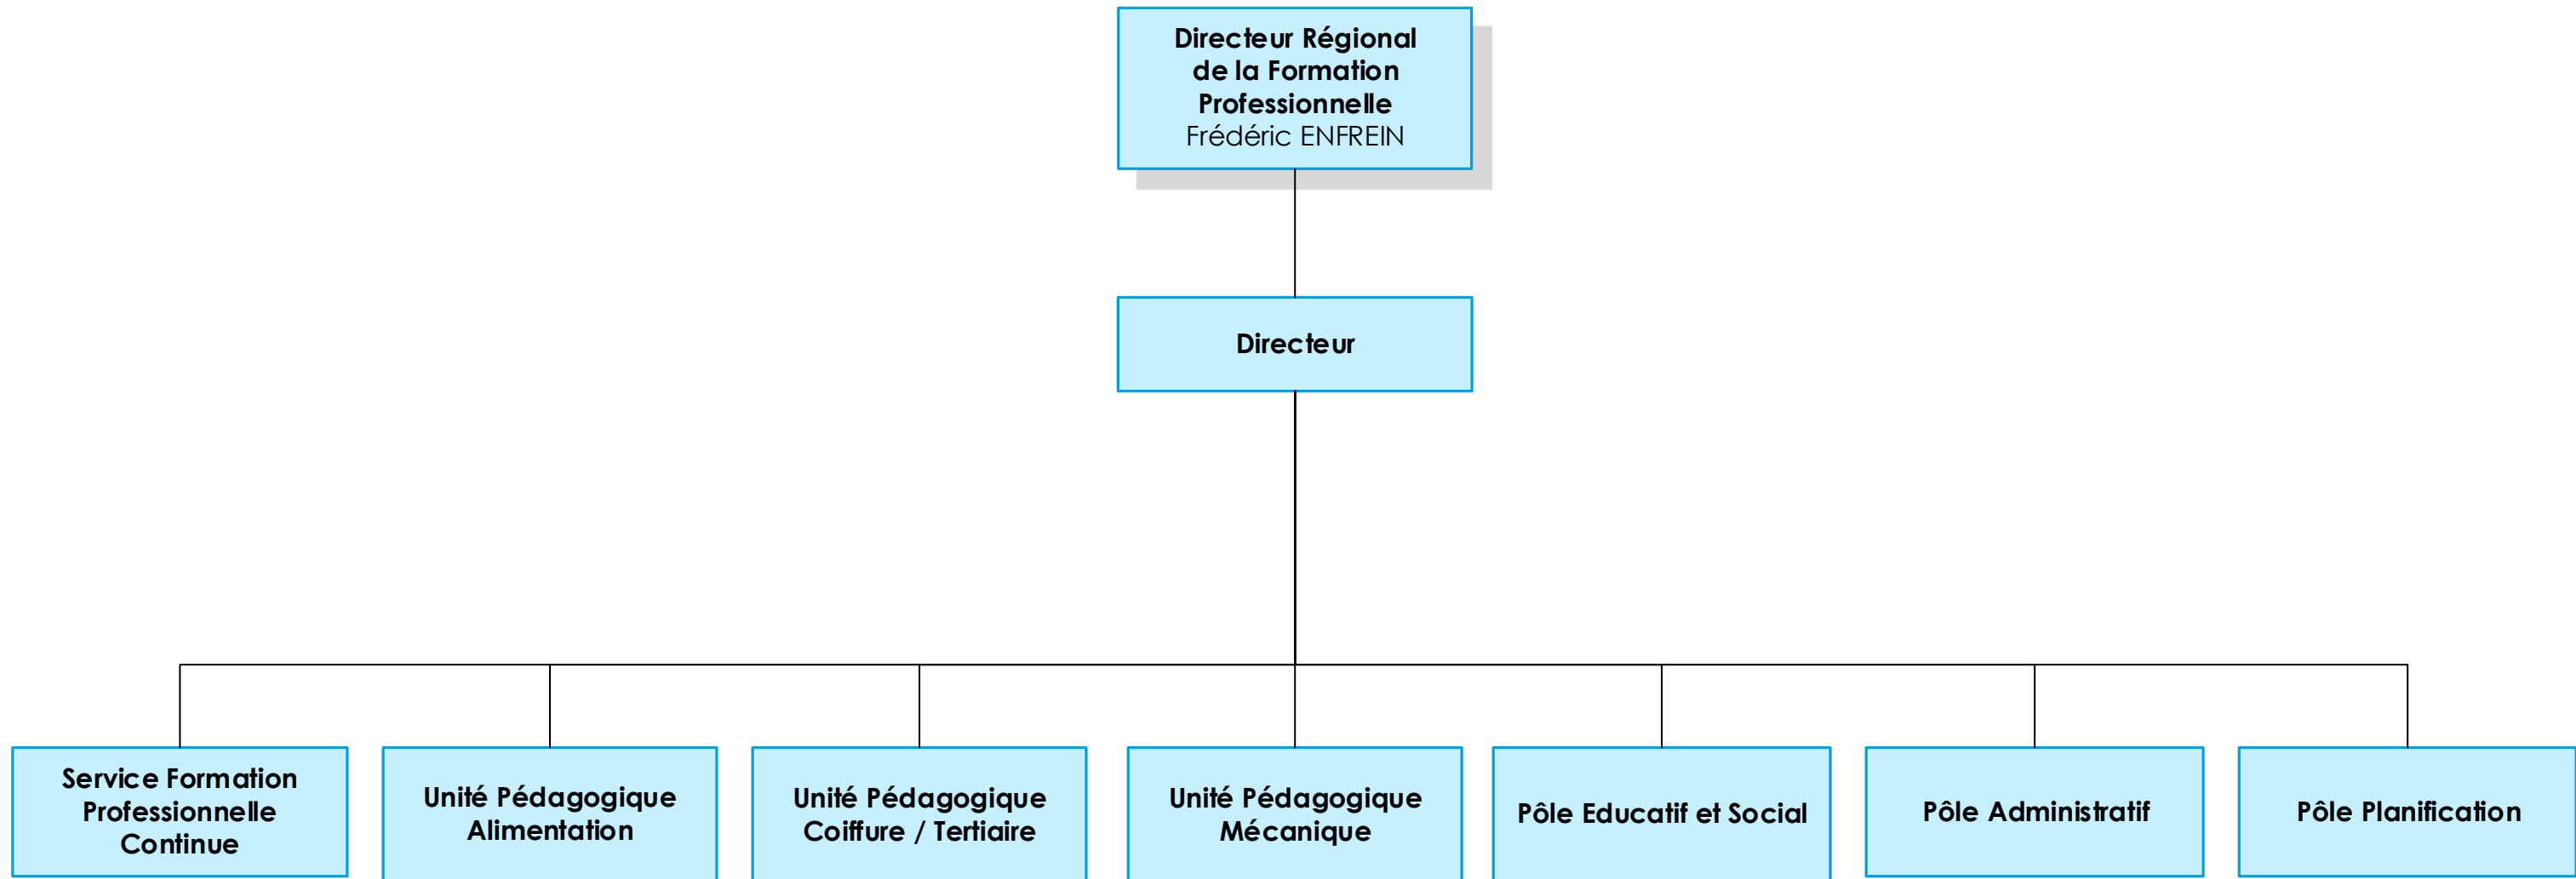 Directeur Régional
de la Formation
Professionnelle
Frédéric ENFREIN
Directeur
Service Formation
Professionnelle
Continue
Unité Pédagogique
Alimentation
Unité Pédagogique
Coiffure / Tertiaire
Unité Pédagogique
Mécanique
Pôle Educatif et Social
Pôle Administratif
Pôle Planification